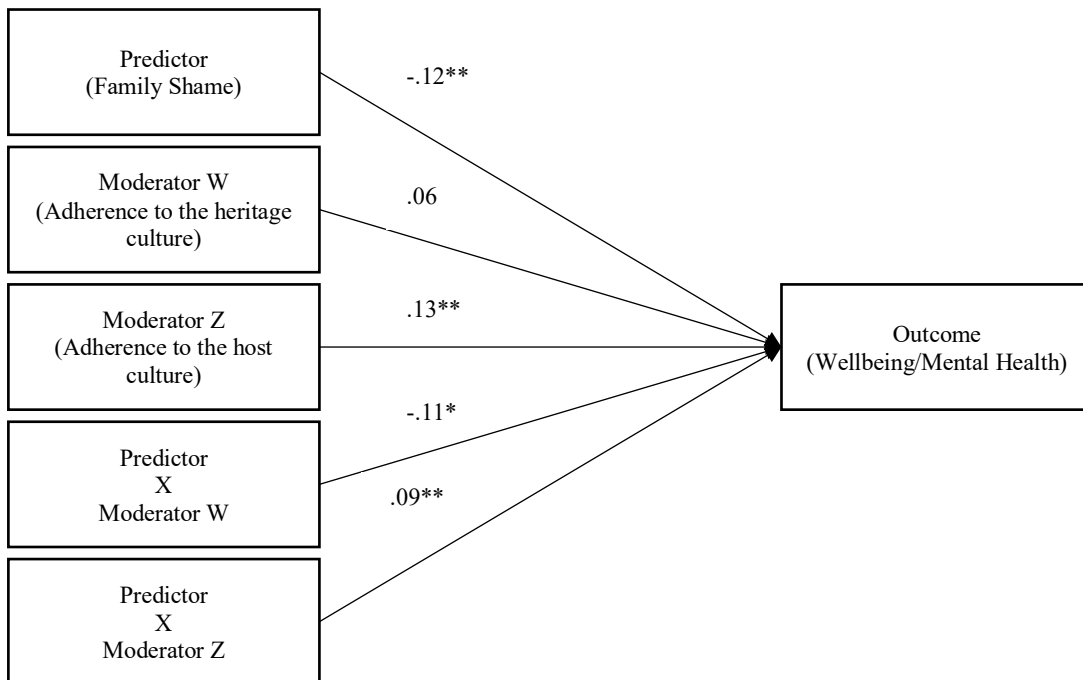 Predictor
(Family Shame)
-.12**
Moderator W
(Adherence to the heritage
culture)
.06
Moderator Z
(Adherence to the host
culture)
.13**
Outcome
(Wellbeing/Mental Health)
Predictor
X
Moderator W
-.11*
.09**
Predictor
X
Moderator Z